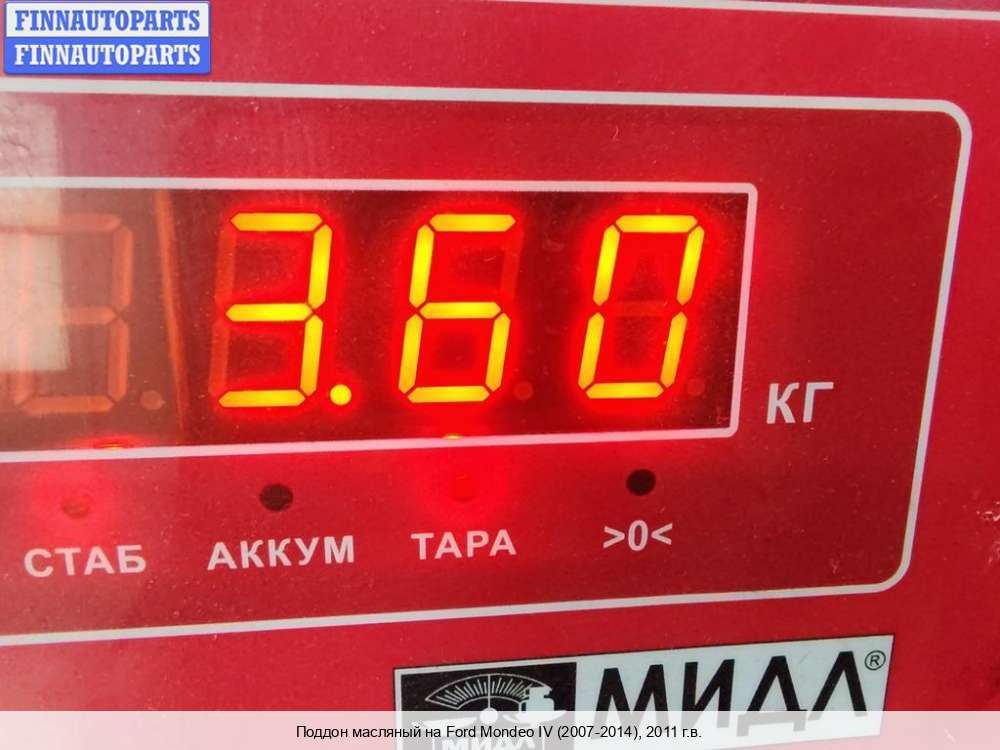 FINNAUTOPARTS
FINNAUTOPARTS
3.60
КГ
СТАБ АККУМ ТАРА >0<
МИДЛ®
МИДЛ
Поддон масляный на Ford Mondeo IV (2007-2014), 2011 г.в.